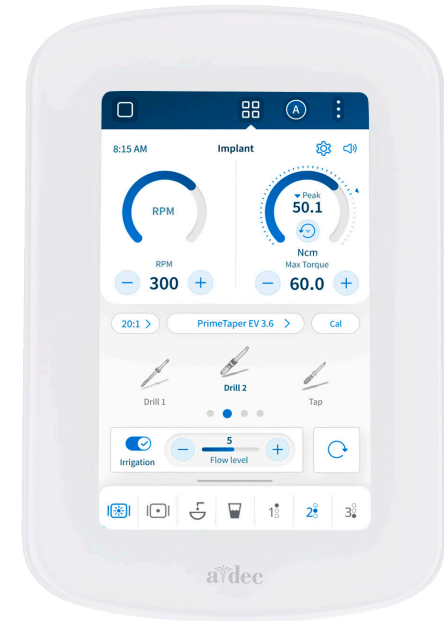 A
8:15 AM
Implant
RPM
Peak
50.1
RPM
Ncm
Max Torque
300
60.0
20:1
PrimeTaper EV 3.6
Cal
Drill 1
Drill 2
Tap
Irrigation
5
Flow level
1
2
3
a-dec